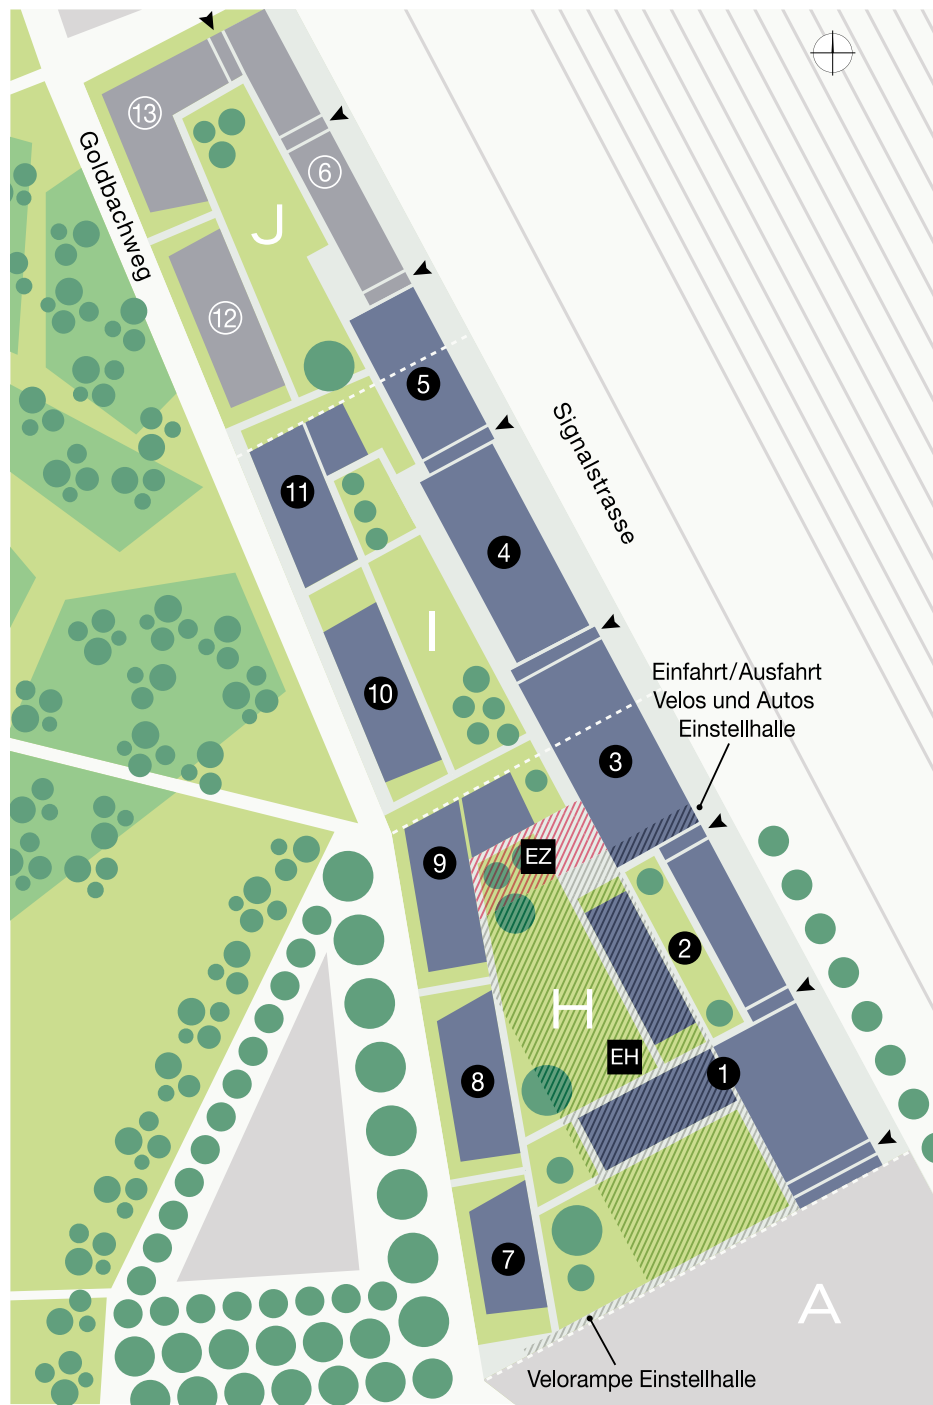 13
Goldbachweg
6
J
12
5
Signalstrasse
11
4
I
Einfahrt/Ausfahrt
Velos und Autos
Einstellhalle
10
3
EZ
9
2
H
EH
1
8
7
A
Velorampe Einstellhalle